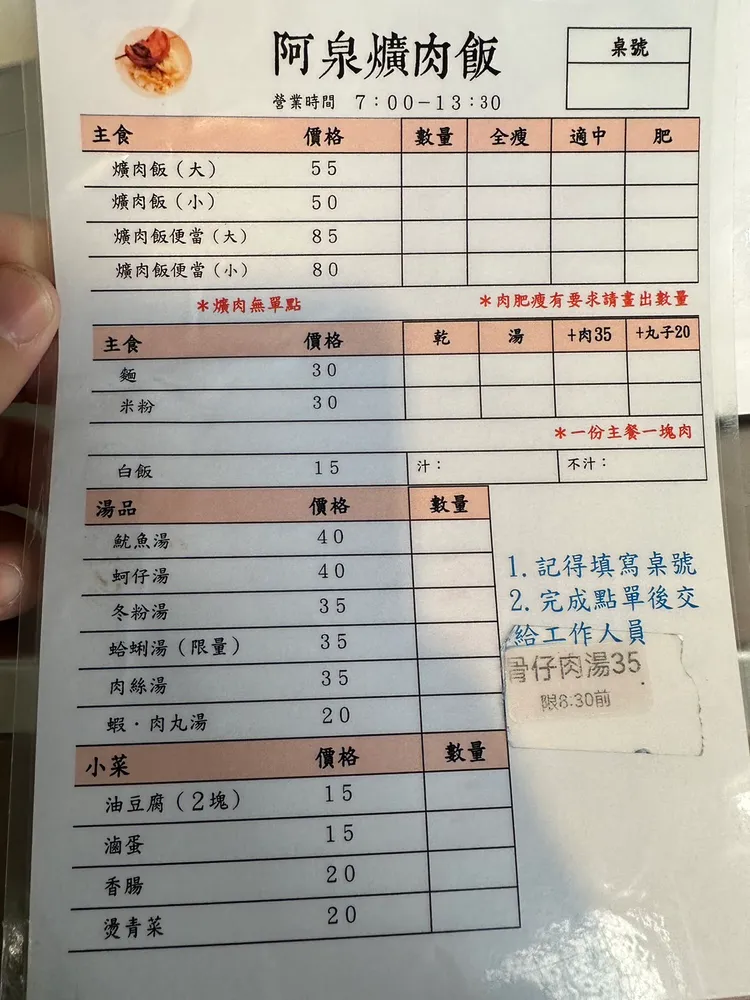 阿泉爌肉飯
桌號
營業時間 7:00-13:30
主食 價格 數量 全瘦 適中 肥
爌肉飯(大) 55
爌肉飯(小) 50
爌肉飯便當(大) 85
爌肉飯便當(小) 80
*爌肉無單點 *肉肥瘦有要求請畫出數量
主食 價格 乾 湯 +肉35 +丸子20
麵 30
米粉 30
*一份主餐一塊肉
白飯 15 汁: 不汁:
湯品 價格 數量
魷魚湯 40
蚵仔湯 40
冬粉湯 35
蛤蜊湯(限量) 35
肉絲湯 35
蝦·肉丸湯 20
1. 記得填寫桌號
2. 完成點單後交
給工作人員
骨仔肉湯35
限8:30前
小菜 價格 數量
油豆腐(2塊) 15
滷蛋 15
香腸 20
燙青菜 20